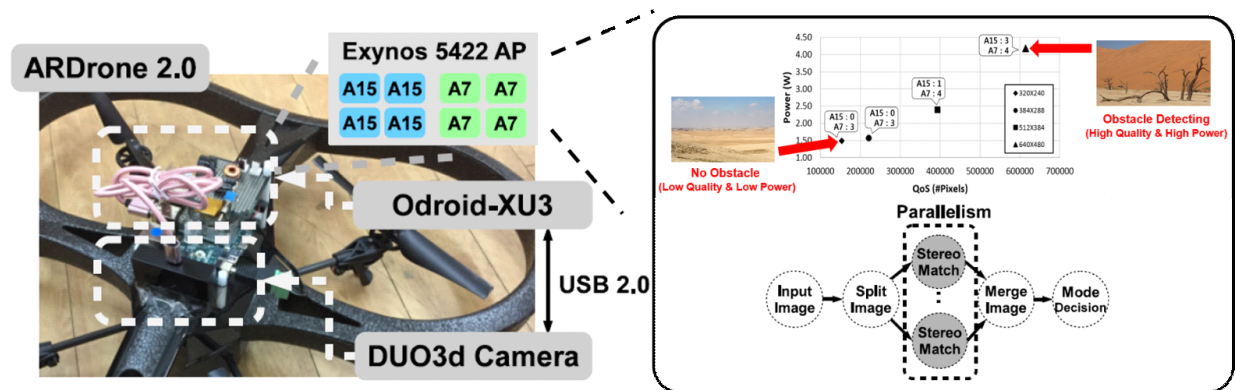 ARDrone 2.0
Exynos 5422 AP
A15 A15 A7 A7
A15 A15 A7 A7
Odroid-XU3
USB 2.0
DUO3d Camera
Power (W)
4.50
4.00
3.50
3.00
2.50
2.00
1.50
1.00
100000 200000 300000 400000 500000 600000 700000
QoS (#Pixels)
A15 : 0
A7 : 3
A15 : 0
A7 : 3
A15 : 1
A7 : 4
A15 : 3
A7 : 4
320X240
384X288
512X384
640X480
No Obstacle
(Low Quality & Low Power)
Obstacle Detecting
(High Quality & High Power)
Parallelism
Input
Image
Split
Image
Stereo
Match
Stereo
Match
Merge
Image
Mode
Decision